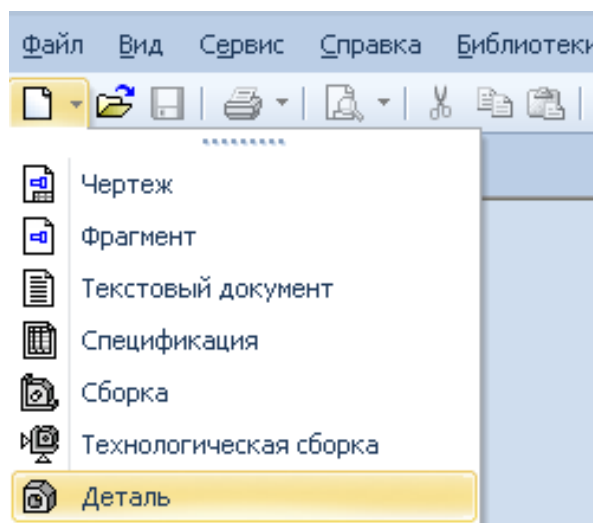 Файл Вид Сервис Справка Библиотеки
Чертеж
Фрагмент
Текстовый документ
Спецификация
Сборка
Технологическая сборка
Деталь